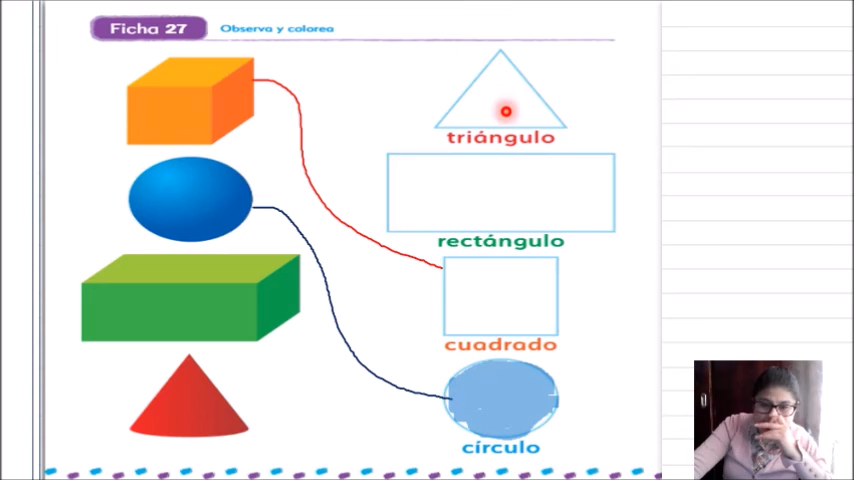 Ficha 27
Observa y colorea
triángulo
rectángulo
cuadrado
círculo